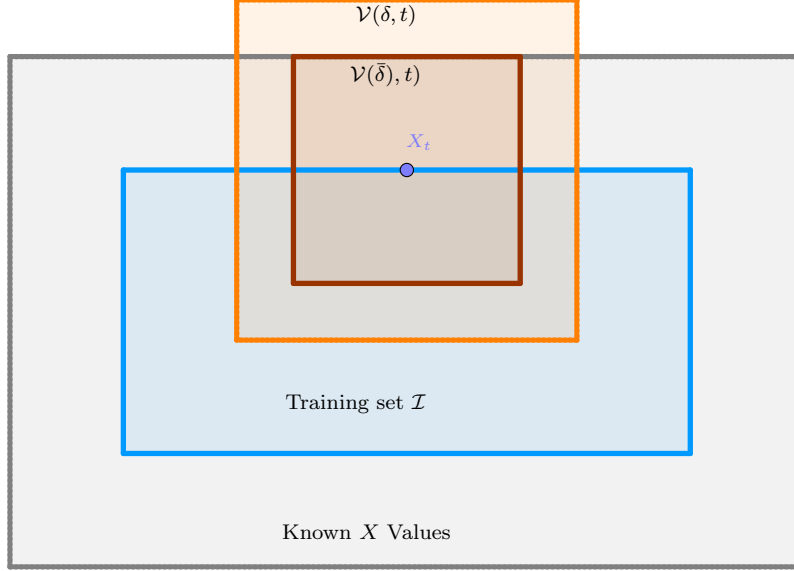 𝒱(δ, t)
𝒱(δ̄), t)
X_t
Training set ℐ
Known X Values